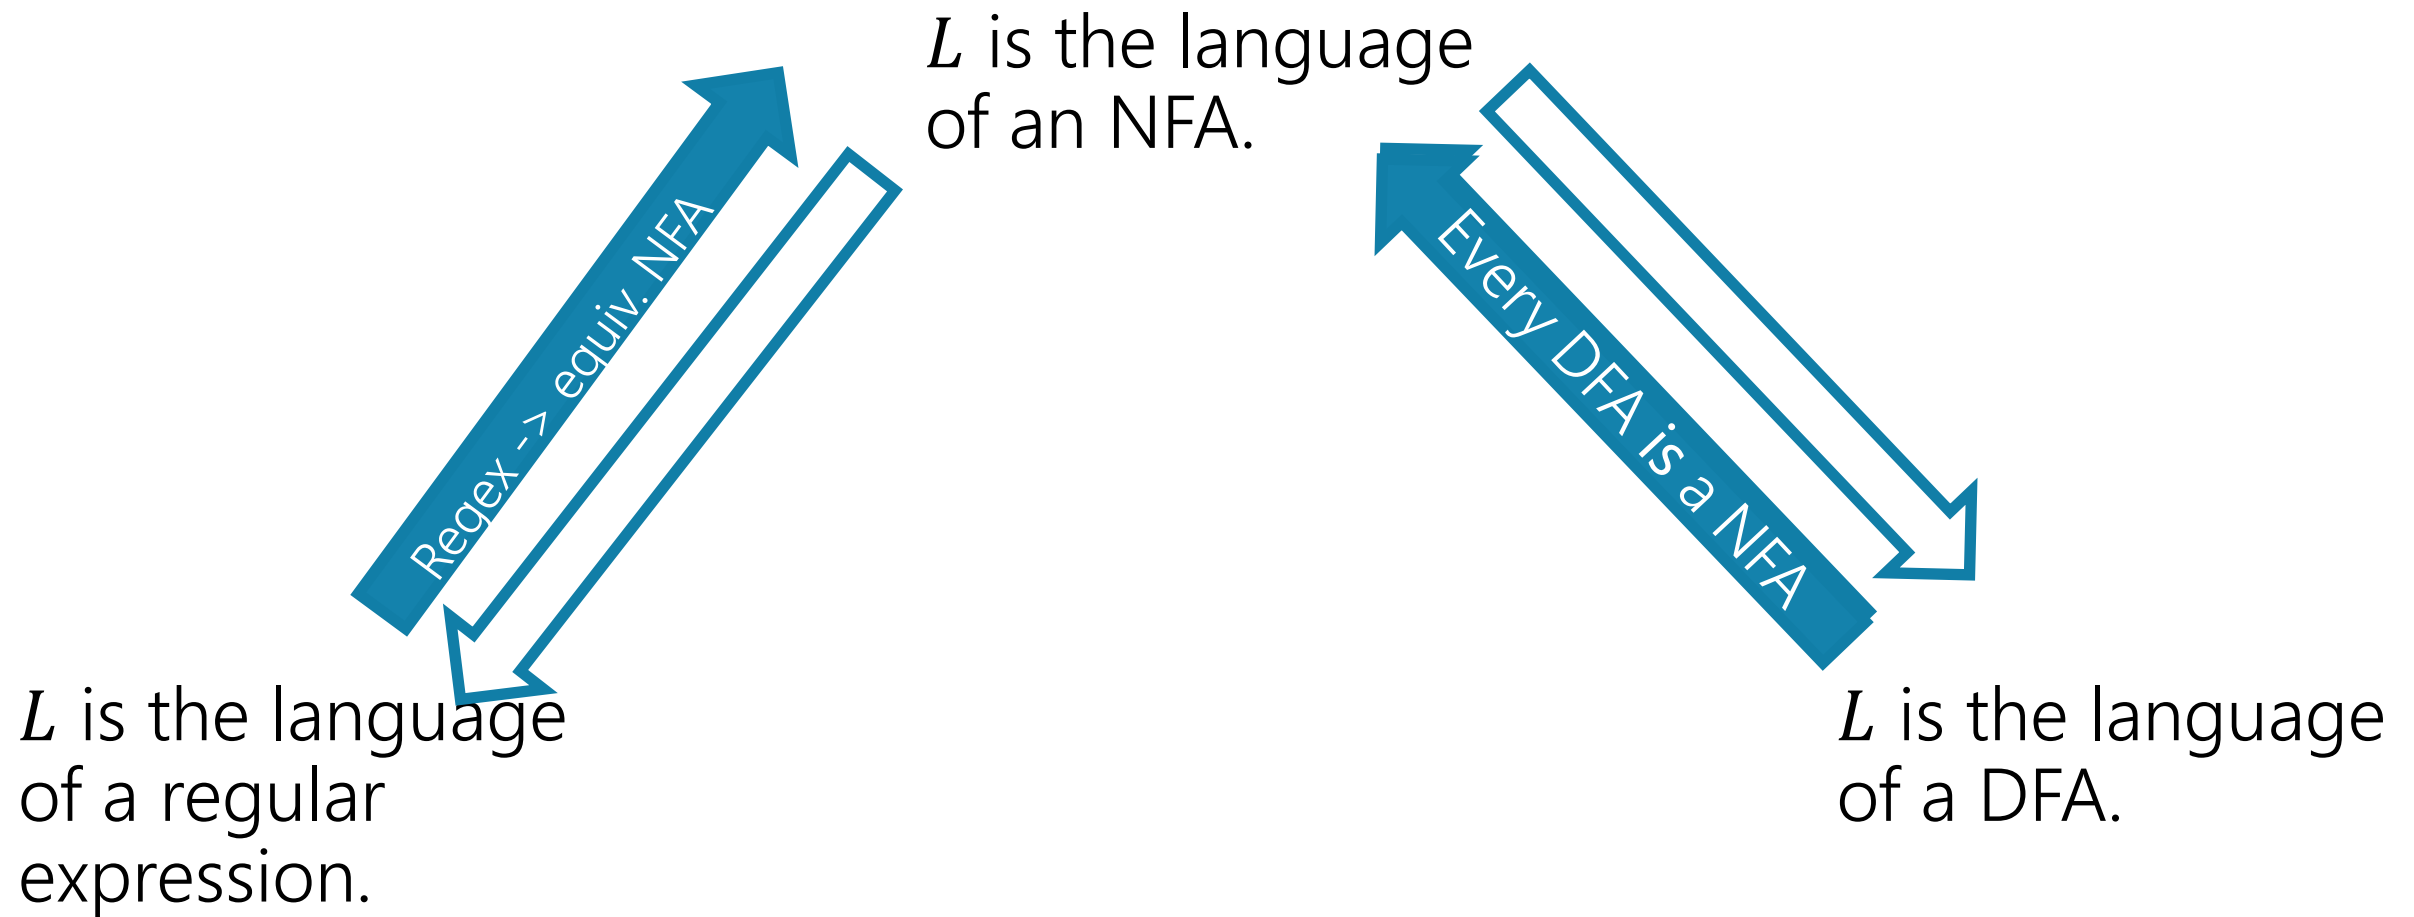 L is the language
of an NFA.
Regex -> equiv. NFA
Every DFA is a NFA
L is the language
of a regular
expression.
L is the language
of a DFA.